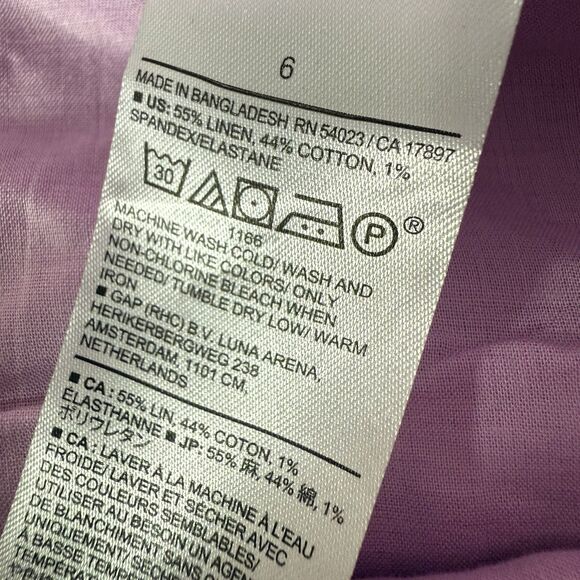 6
MADE IN BANGLADESH RN 54023 / CA 17897
■ US: 55% LINEN, 44% COTTON, 1%
SPANDEX/ELASTANE
30 P ®
1166
MACHINE WASH COLD/ WASH AND
DRY WITH LIKE COLORS/ ONLY
NON-CHLORINE BLEACH WHEN
NEEDED/ TUMBLE DRY LOW/ WARM
IRON
■ GAP (RHC) B.V. LUNA ARENA,
HERIKERBERGWEG 238
AMSTERDAM, 1101 CM
NETHERLANDS
■ CA : 55% LIN, 44% COTON, 1%
ÉLASTHANNE ■ JP: 55% 麻, 44% 綿, 1%
ポリウレタン
■ CA : LAVER À LA MACHINE À L'EAU
FROIDE/ LAVER ET SÉCHER AVEC
DES COULEURS SEMBLABLES/
UTILISER AU BESOIN UN AGENT
DE BLANCHIMENT SANS
À BASSE